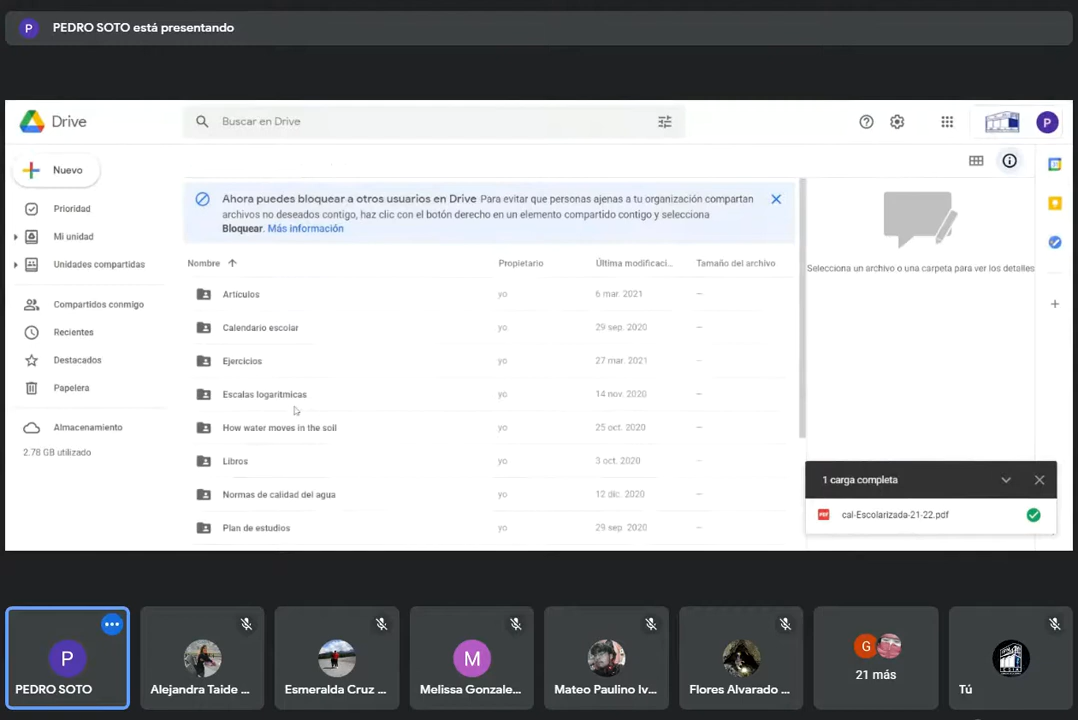 P PEDRO SOTO está presentando
Drive
Buscar en Drive
P
Nuevo
Prioridad
Mi unidad
Unidades compartidas
Compartidos conmigo
Recientes
Destacados
Papelera
Almacenamiento
2.78 GB utilizado
Ahora puedes bloquear a otros usuarios en Drive Para evitar que personas ajenas a tu organización compartan
archivos no deseados contigo, haz clic con el botón derecho en un elemento compartido contigo y selecciona
Bloquear. Más información
Nombre Propietario Última modificaci... Tamaño del archivo
Artículos yo 6 mar. 2021 –
Calendario escolar yo 29 sep. 2020 –
Ejercicios yo 27 mar. 2021 –
Escalas logarítmicas yo 14 nov. 2020 –
How water moves in the soil yo 25 oct. 2020 –
Libros yo 3 oct. 2020 –
Normas de calidad del agua yo 12 dic. 2020 –
Plan de estudios yo 29 sep. 2020 –
Selecciona un archivo o una carpeta para ver los detalles
1 carga completa
PDF cal-Escolarizada-21-22.pdf
P
PEDRO SOTO
Alejandra Taide ...
Esmeralda Cruz ...
M
Melissa Gonzale...
Mateo Paulino Iv...
Flores Alvarado ...
G
21 más
Tú